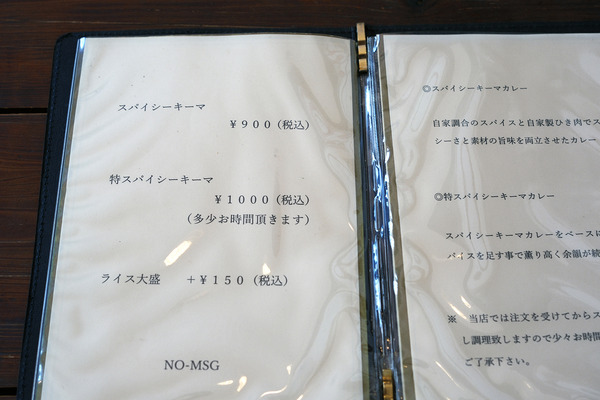 スパイシーキーマ
￥９００（税込）
特スパイシーキーマ
￥１０００（税込）
（多少お時間頂きます）
ライス大盛　＋￥１５０（税込）
NO-MSG
◎スパイシーキーマカレー
自家調合のスパイスと自家製ひき肉でス
シーさと素材の旨味を両立させたカレー
◎特スパイシーキーマカレー
スパイシーキーマカレーをベースに
パイスを足す事で薫り高く余韻が続
※　当店では注文を受けてからス
し調理致しますので少々お時間
ご了承下さい。